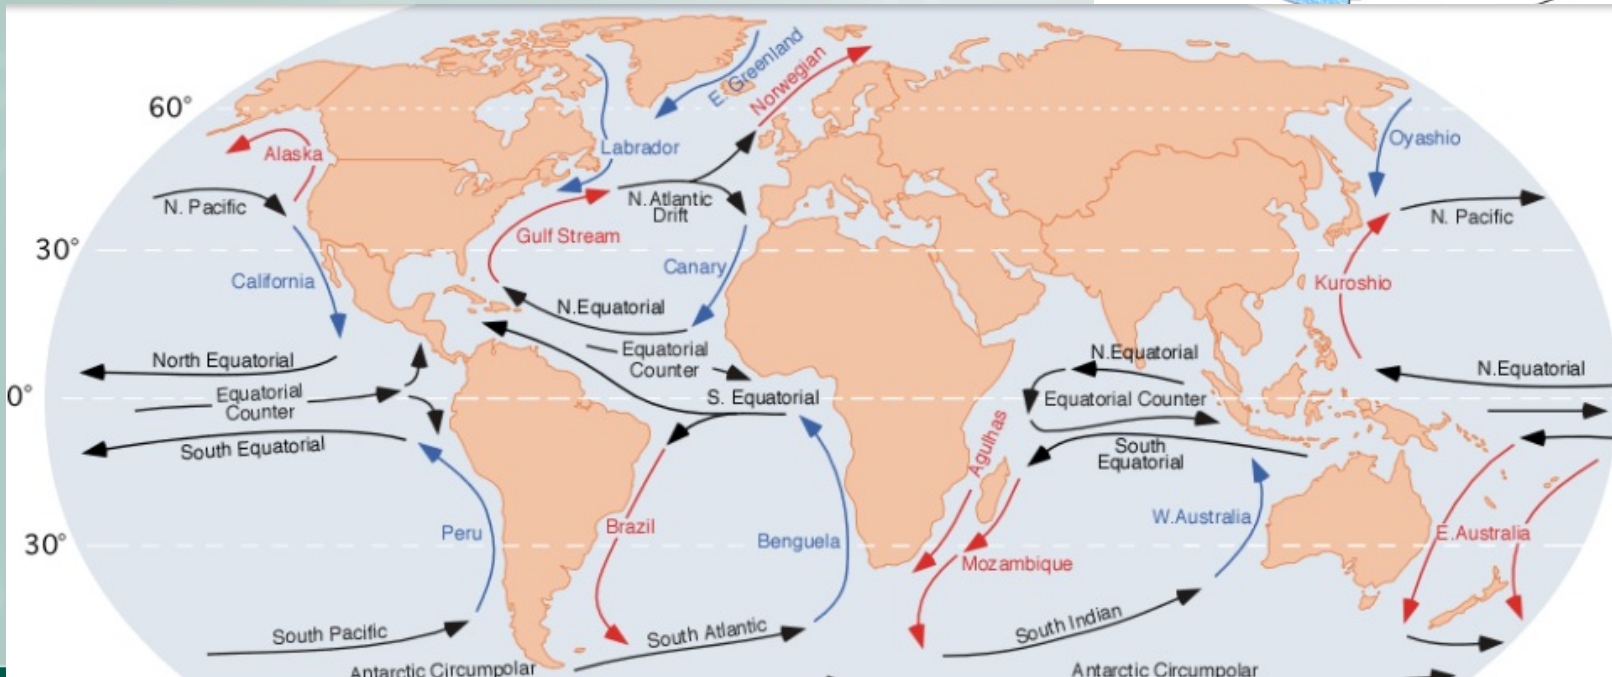 E. Greenland
Norwegian
60°
Alaska
Labrador
Oyashio
N. Pacific
N. Atlantic
Drift
N. Pacific
Gulf Stream
30°
California
Canary
Kuroshio
N.Equatorial
North Equatorial
Equatorial
Counter
N.Equatorial
N.Equatorial
0°
Equatorial
Counter
S. Equatorial
Equatorial Counter
South Equatorial
Agulhas
South
Equatorial
Peru
Brazil
Benguela
W.Australia
E.Australia
30°
Mozambique
South Pacific
South Atlantic
South Indian
Antarctic Circumpolar
Antarctic Circumpolar